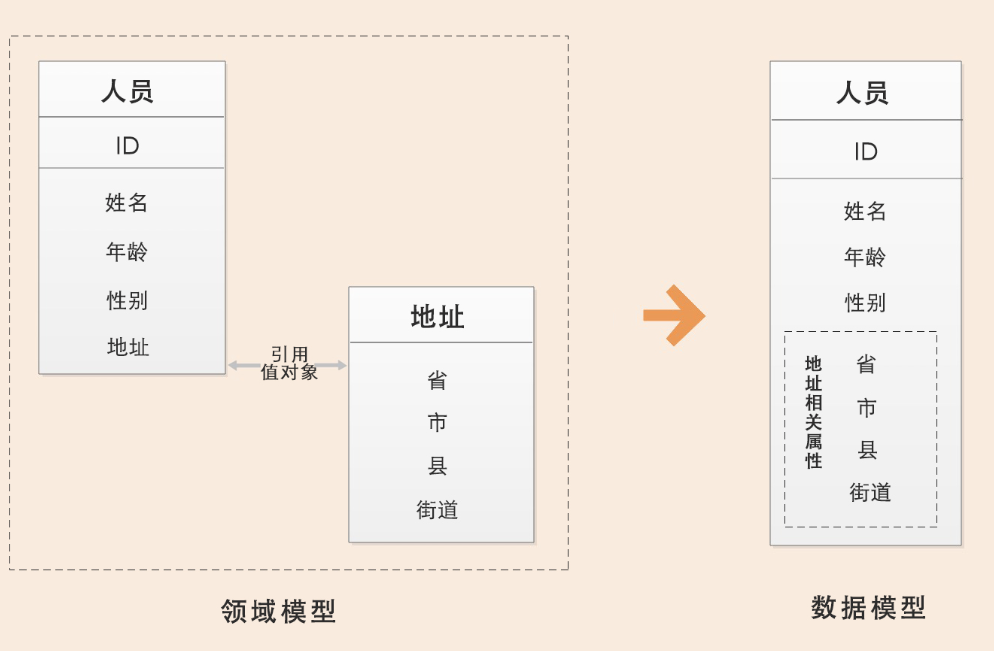 人员
ID
姓名
年龄
性别
地址
引用
值对象
地址
省
市
县
街道
领域模型
人员
ID
姓名
年龄
性别
地址相关属性
省
市
县
街道
数据模型